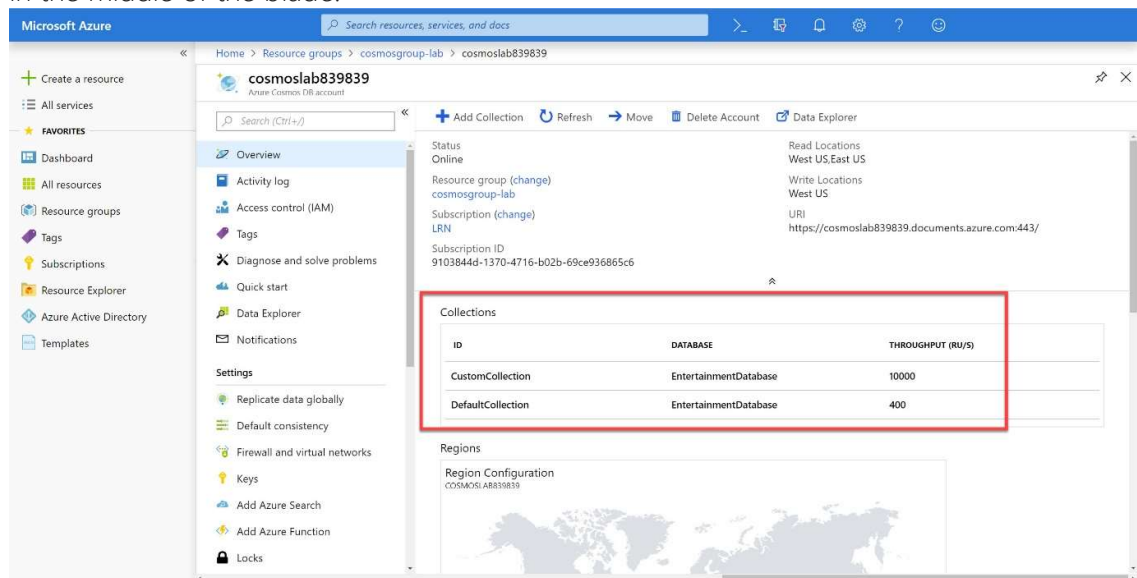 in the middle of the blade.
Microsoft Azure
Search resources, services, and docs
Home > Resource groups > cosmosgroup-lab > cosmoslab839839
Create a resource
All services
FAVORITES
Dashboard
All resources
Resource groups
Tags
Subscriptions
Resource Explorer
Azure Active Directory
Templates
cosmoslab839839
Azure Cosmos DB account
Search (Ctrl+/)
Overview
Activity log
Access control (IAM)
Tags
Diagnose and solve problems
Quick start
Data Explorer
Notifications
Settings
Replicate data globally
Default consistency
Firewall and virtual networks
Keys
Add Azure Search
Add Azure Function
Locks
Add Collection Refresh Move Delete Account Data Explorer
Status
Online
Resource group (change)
cosmosgroup-lab
Subscription (change)
LRN
Subscription ID
9103844d-1370-4716-b02b-69ce936865c6
Read Locations
West US,East US
Write Locations
West US
URI
https://cosmoslab839839.documents.azure.com:443/
Collections
ID DATABASE THROUGHPUT (RU/S)
CustomCollection EntertainmentDatabase 10000
DefaultCollection EntertainmentDatabase 400
Regions
Region Configuration
COSMOSLAB839839